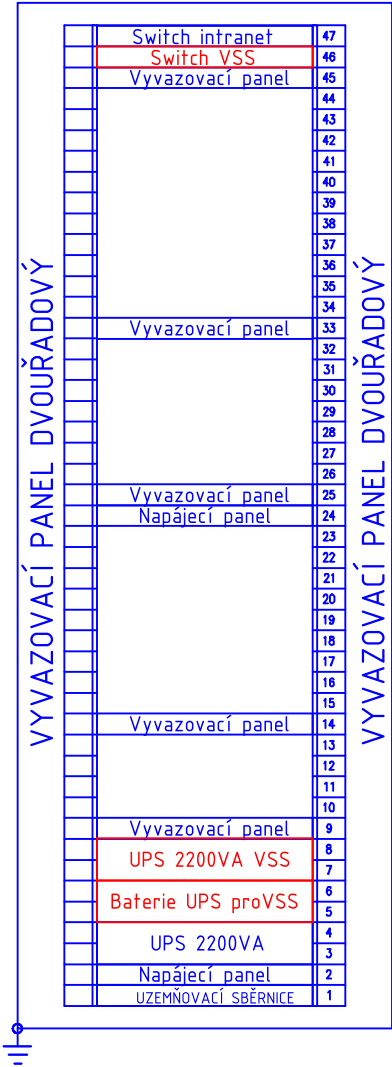 Switch intranet 47
Switch VSS 46
Vyvazovací panel 45
44
43
42
41
40
39
38
37
36
35
34
Vyvazovací panel 33
32
31
30
29
28
27
26
Vyvazovací panel 25
Napájecí panel 24
23
22
21
20
19
18
17
16
15
Vyvazovací panel 14
13
12
11
10
Vyvazovací panel 9
UPS 2200VA VSS 8
7
Baterie UPS proVSS 6
5
UPS 2200VA 4
3
Napájecí panel 2
UZEMŇOVACÍ SBĚRNICE 1
VYVAZOVACÍ PANEL DVOUŘADOVÝ
VYVAZOVACÍ PANEL DVOUŘADOVÝ